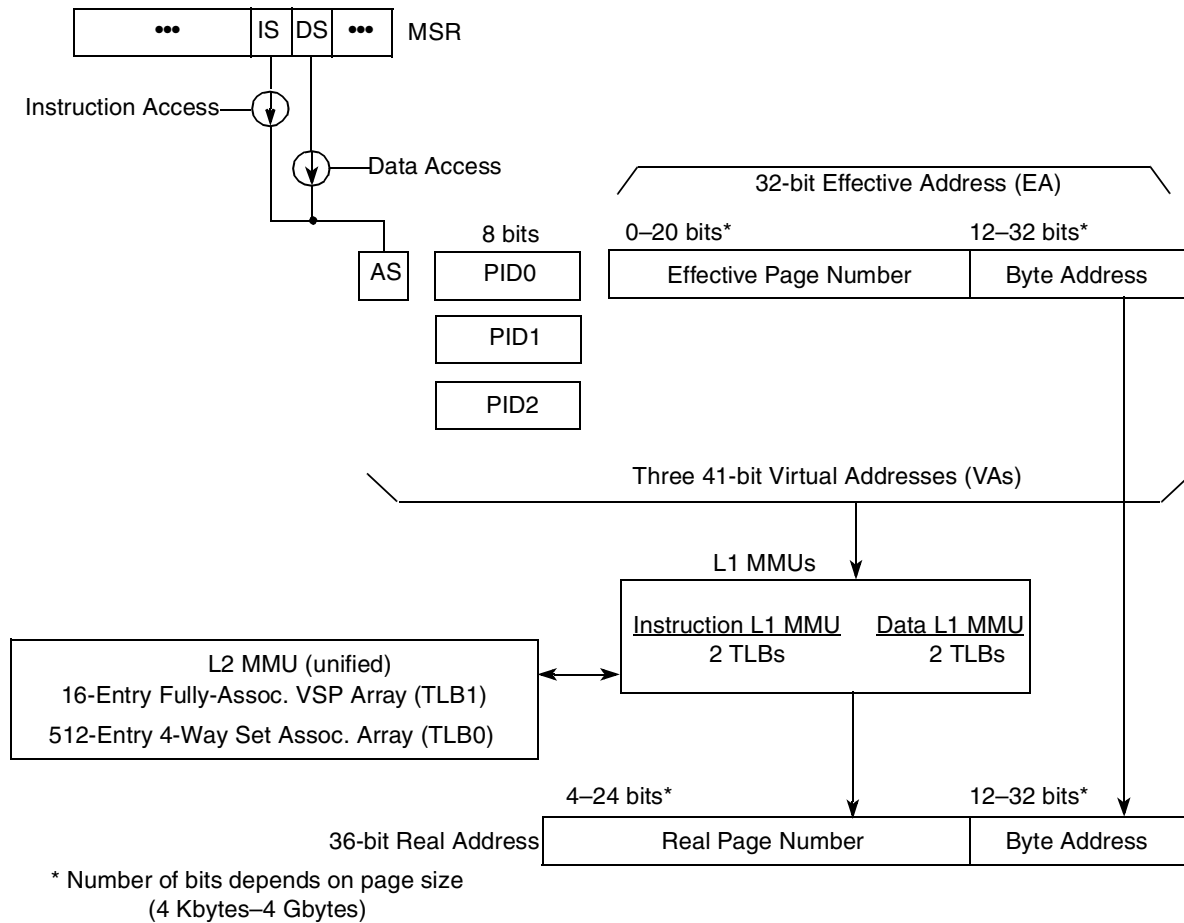 ••• IS DS ••• MSR
Instruction Access
Data Access
32-bit Effective Address (EA)
8 bits 0–20 bits* 12–32 bits*
AS PID0 Effective Page Number Byte Address
PID1
PID2
Three 41-bit Virtual Addresses (VAs)
L1 MMUs
Instruction L1 MMU Data L1 MMU
2 TLBs 2 TLBs
L2 MMU (unified)
16-Entry Fully-Assoc. VSP Array (TLB1)
512-Entry 4-Way Set Assoc. Array (TLB0)
4–24 bits* 12–32 bits*
36-bit Real Address Real Page Number Byte Address
* Number of bits depends on page size
(4 Kbytes–4 Gbytes)